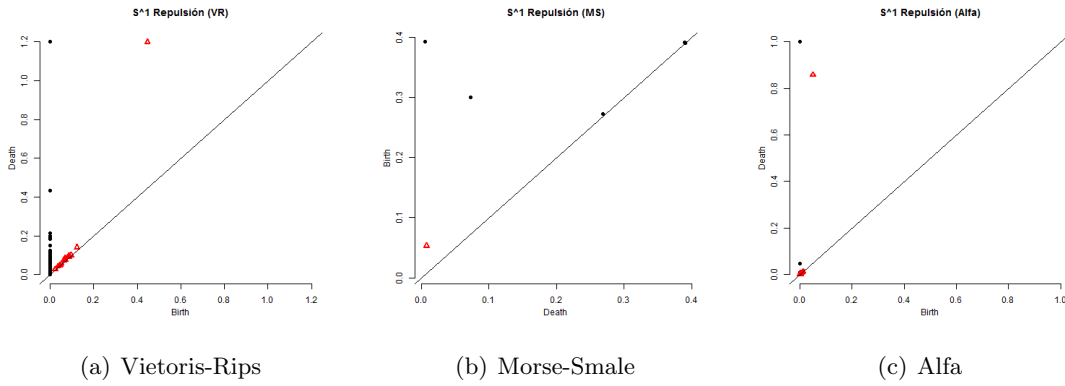 S^1 Repulsión (VR)
Death
0.0 0.2 0.4 0.6 0.8 1.0 1.2
0.0 0.2 0.4 0.6 0.8 1.0 1.2
Birth
(a) Vietoris-Rips
S^1 Repulsión (MS)
Birth
0.0 0.1 0.2 0.3 0.4
0.0 0.1 0.2 0.3 0.4
Death
(b) Morse-Smale
S^1 Repulsión (Alfa)
Death
0.0 0.2 0.4 0.6 0.8 1.0
0.0 0.2 0.4 0.6 0.8 1.0
Birth
(c) Alfa